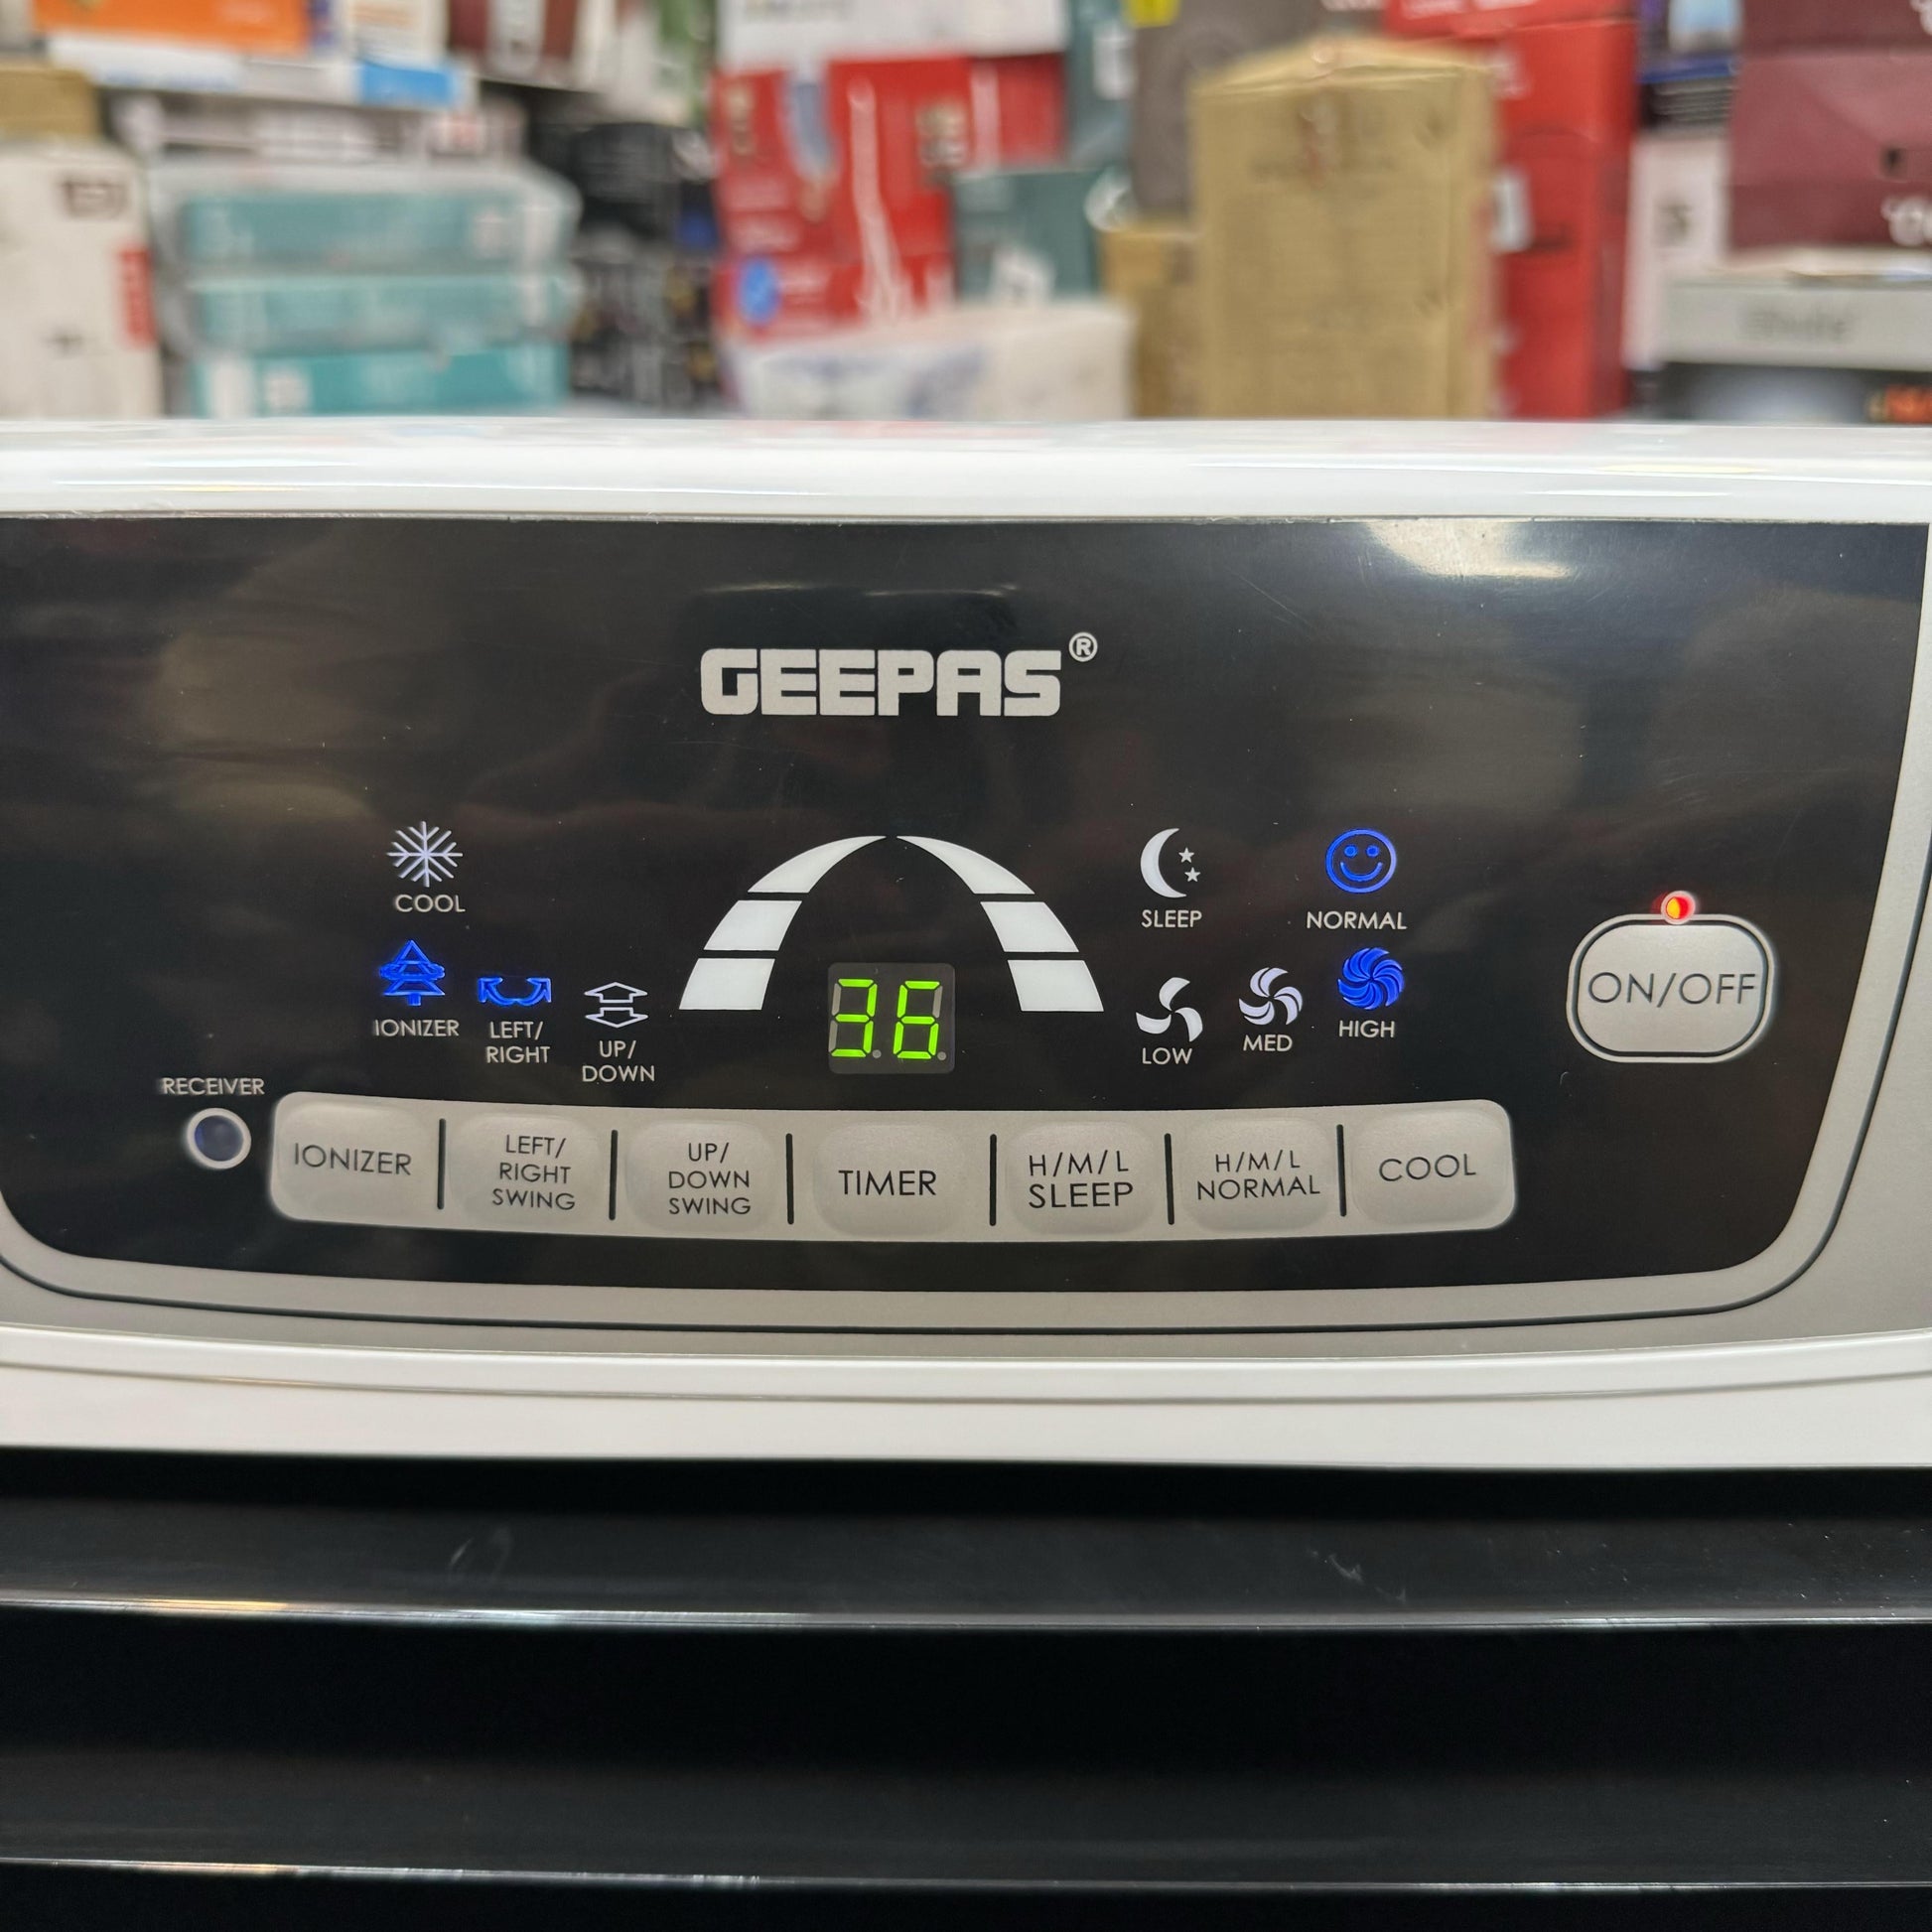 GEEPAS®
COOL
SLEEP
NORMAL
IONIZER
LEFT/
RIGHT
UP/
DOWN
36
LOW
MED
HIGH
ON/OFF
RECEIVER
IONIZER
LEFT/
RIGHT
SWING
UP/
DOWN
SWING
TIMER
H/M/L
SLEEP
H/M/L
NORMAL
COOL